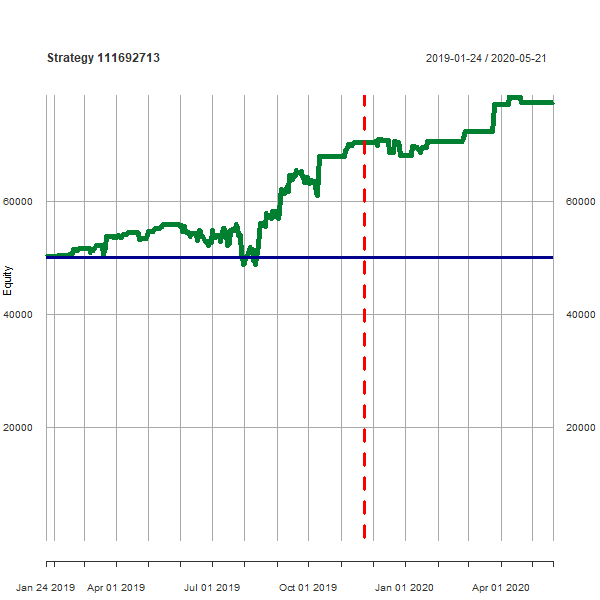 Strategy 111692713 2019-01-24 / 2020-05-21
60000 60000
Equity
40000 40000
20000 20000
Jan 24 2019 Apr 01 2019 Jul 01 2019 Oct 01 2019 Jan 01 2020 Apr 01 2020